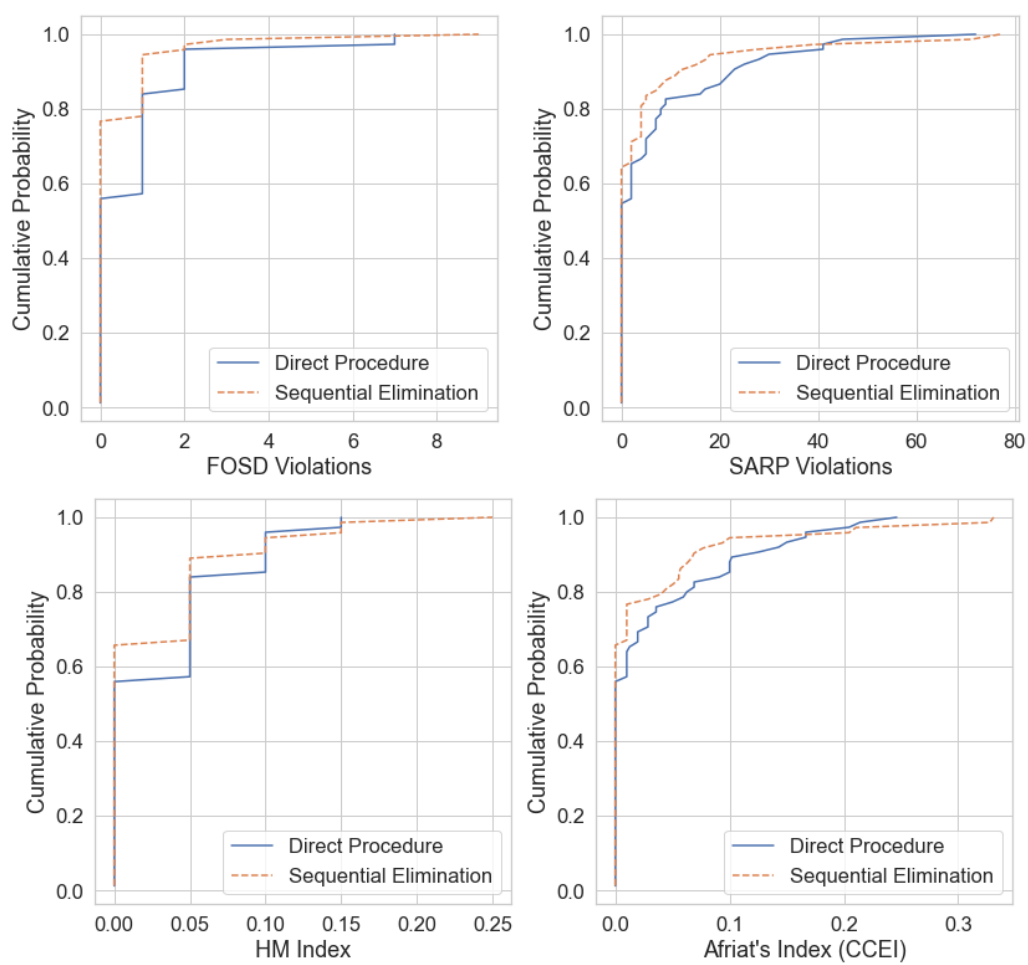 1.0
0.8
0.6
0.4
0.2
0.0
Cumulative Probability
Direct Procedure
Sequential Elimination
0 2 4 6 8
FOSD Violations
1.0
0.8
0.6
0.4
0.2
0.0
Cumulative Probability
Direct Procedure
Sequential Elimination
0 20 40 60 80
SARP Violations
1.0
0.8
0.6
0.4
0.2
0.0
Cumulative Probability
Direct Procedure
Sequential Elimination
0.00 0.05 0.10 0.15 0.20 0.25
HM Index
1.0
0.8
0.6
0.4
0.2
0.0
Cumulative Probability
Direct Procedure
Sequential Elimination
0.0 0.1 0.2 0.3
Afriat's Index (CCEI)